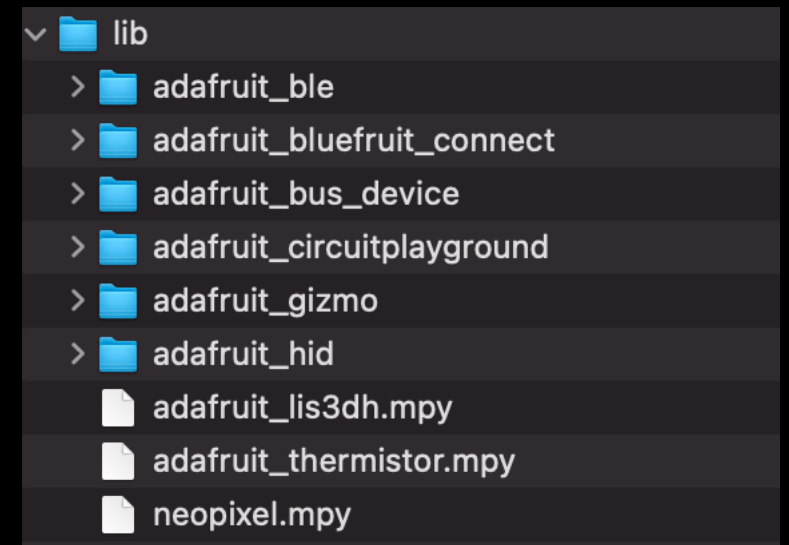 lib
adafruit_ble
adafruit_bluefruit_connect
adafruit_bus_device
adafruit_circuitplayground
adafruit_gizmo
adafruit_hid
adafruit_lis3dh.mpy
adafruit_thermistor.mpy
neopixel.mpy